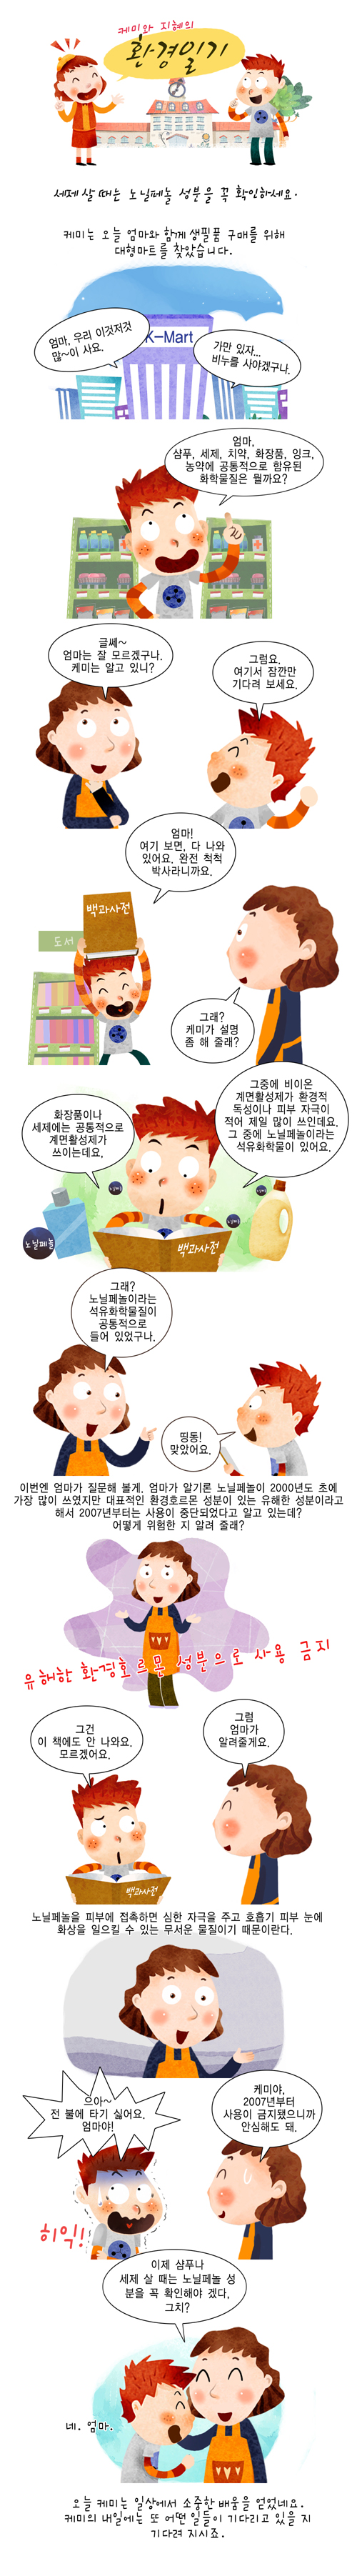 케미와 지혜의
환경일기
세제 살 때는 노닐페놀 성분을 꼭 확인하세요.
케미는 오늘 엄마와 함께 생필품 구매를 위해
대형마트를 찾았습니다.
엄마, 우리 이것저것
많~이 사요.
K-Mart
가만 있자...
비누를 사야겠구나.
엄마,
샴푸, 세제, 치약, 화장품, 잉크,
농약에 공통적으로 함유된
화학물질은 뭘까요?
글쎄~
엄마는 잘 모르겠구나.
케미는 알고 있니?
그럼요.
여기서 잠깐만
기다려 보세요.
엄마!
여기 보면, 다 나와
있어요. 완전 척척
박사라니까요.
백과사전
도서
그래?
케미가 설명
좀 해 줄래?
화장품이나
세제에는 공통적으로
계면활성제가
쓰이는데요,
그중에 비이온
계면활성제가 환경적
독성이나 피부 자극이
적어 제일 많이 쓰인데요.
그 중에 노닐페놀이라는
석유화학물이 있어요.
노닐페놀
백과사전
그래?
노닐페놀이라는
석유화학물질이
공통적으로
들어 있었구나.
띵동!
맞았어요.
이번엔 엄마가 질문해 볼게. 엄마가 알기론 노닐페놀이 2000년도 초에
가장 많이 쓰였지만 대표적인 환경호르몬 성분이 있는 유해한 성분이라고
해서 2007년부터는 사용이 중단되었다고 알고 있는데?
어떻게 위험한 지 알려 줄래?
유해한 환경호르몬 성분으로 사용 금지
그건
이 책에도 안 나와요.
모르겠어요.
그럼
엄마가
알려줄게요.
백과사전
노닐페놀을 피부에 접촉하면 심한 자극을 주고 호흡기 피부 눈에
화상을 일으킬 수 있는 무서운 물질이기 때문이란다.
으아~
전 불에 타기 싫어요.
엄마야!
케미야,
2007년부터
사용이 금지됐으니까
안심해도 돼.
히익!
이제 샴푸나
세제 살 때는 노닐페놀 성
분을 꼭 확인해야 겠다,
그치?
네. 엄마.
오늘 케미는 일상에서 소중한 배움을 얻었네요.
케미의 내일에는 또 어떤 일들이 기다리고 있을 지
기다려 지시죠.